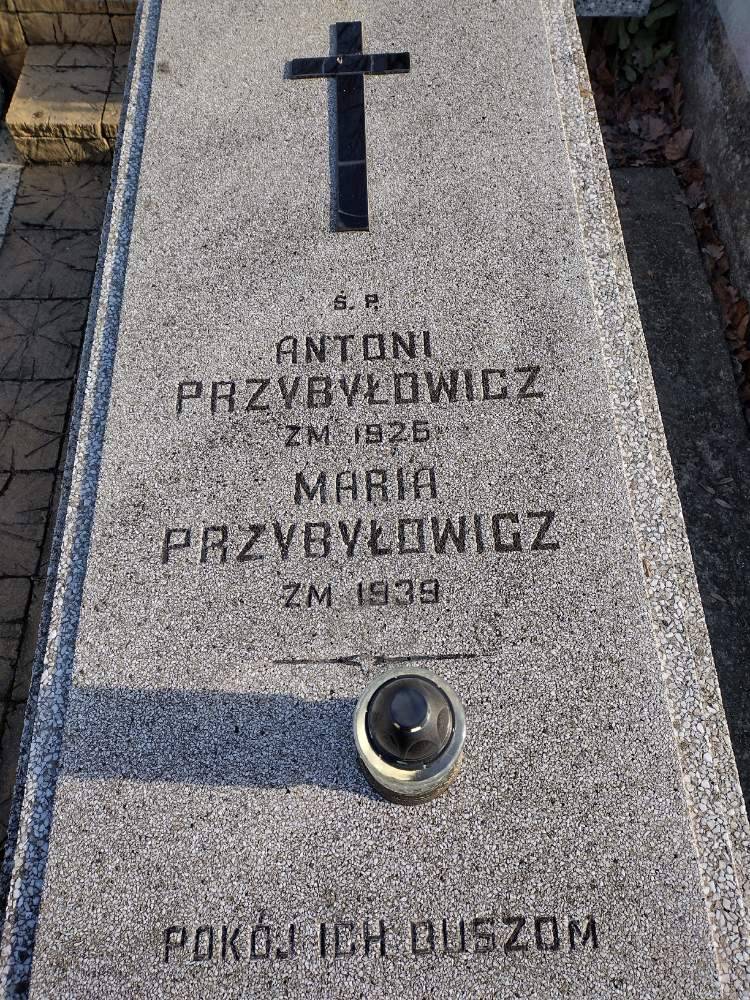 Ś. P.
ANTONI
PRZYBYŁOWICZ
ZM 1926
MARIA
PRZYBYŁOWICZ
ZM 1939
POKÓJ ICH DUSZOM